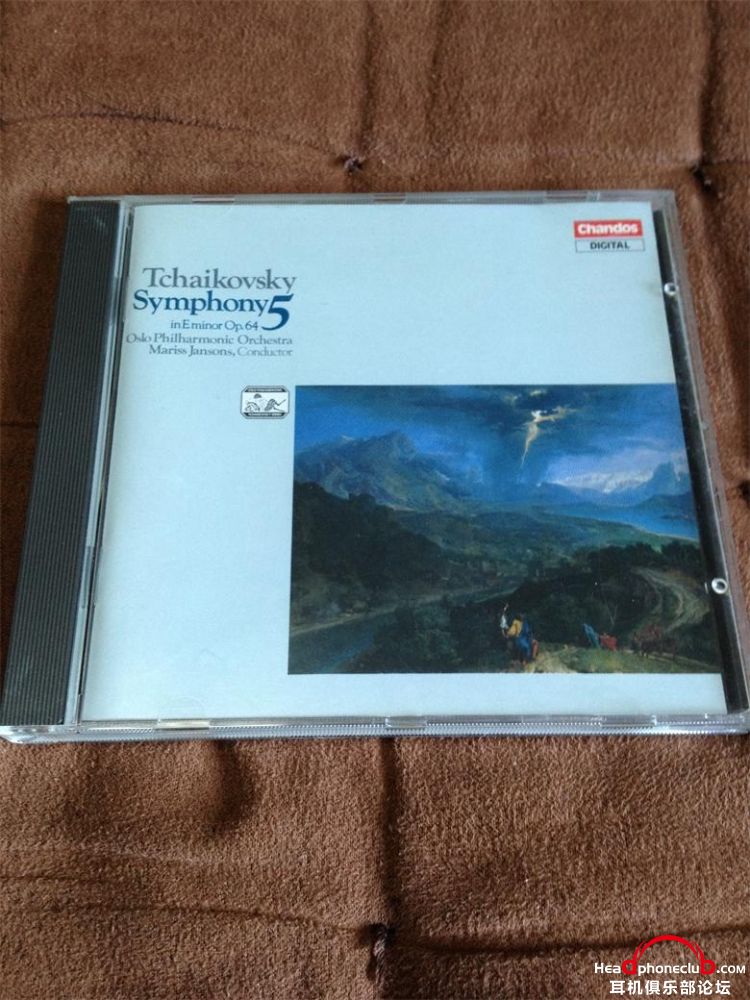 Chandos
DIGITAL
Tchaikovsky
Symphony 5
in E minor Op. 64
Oslo Philharmonic Orchestra
Mariss Jansons, Conductor
Headphoneclub.com
耳机俱乐部论坛